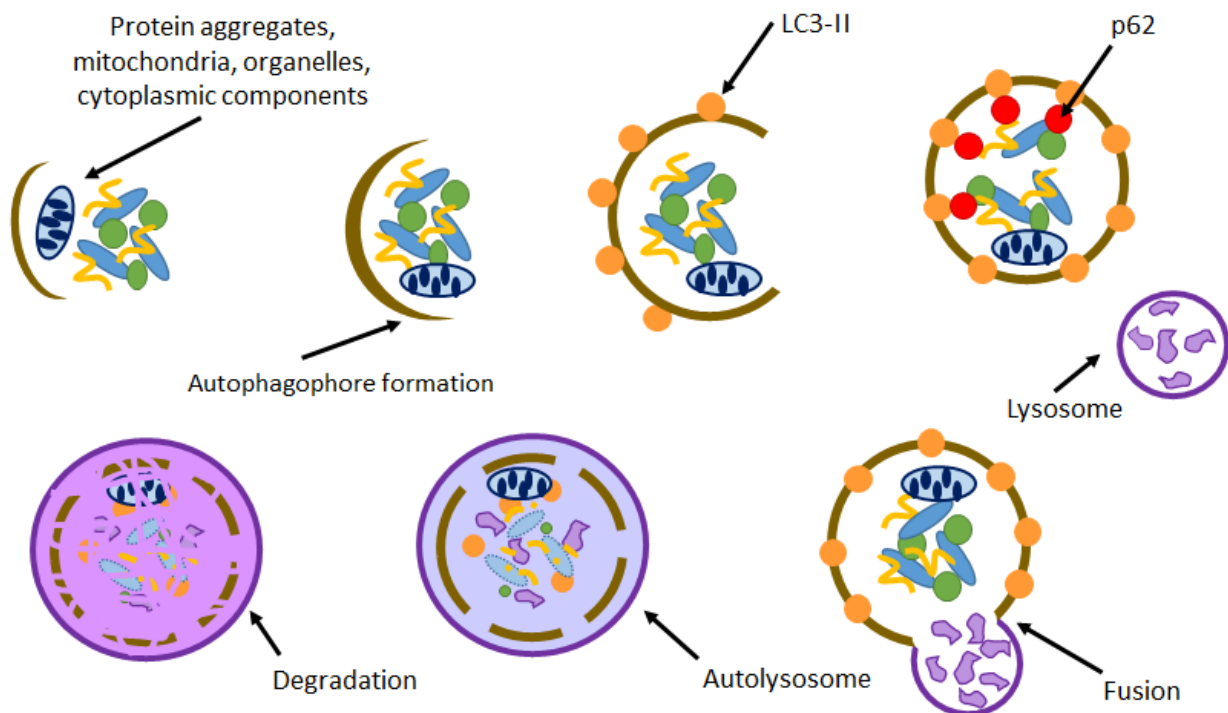 Protein aggregates,
mitochondria, organelles,
cytoplasmic components
LC3-II
p62
Autophagophore formation
Lysosome
Degradation
Autolysosome
Fusion